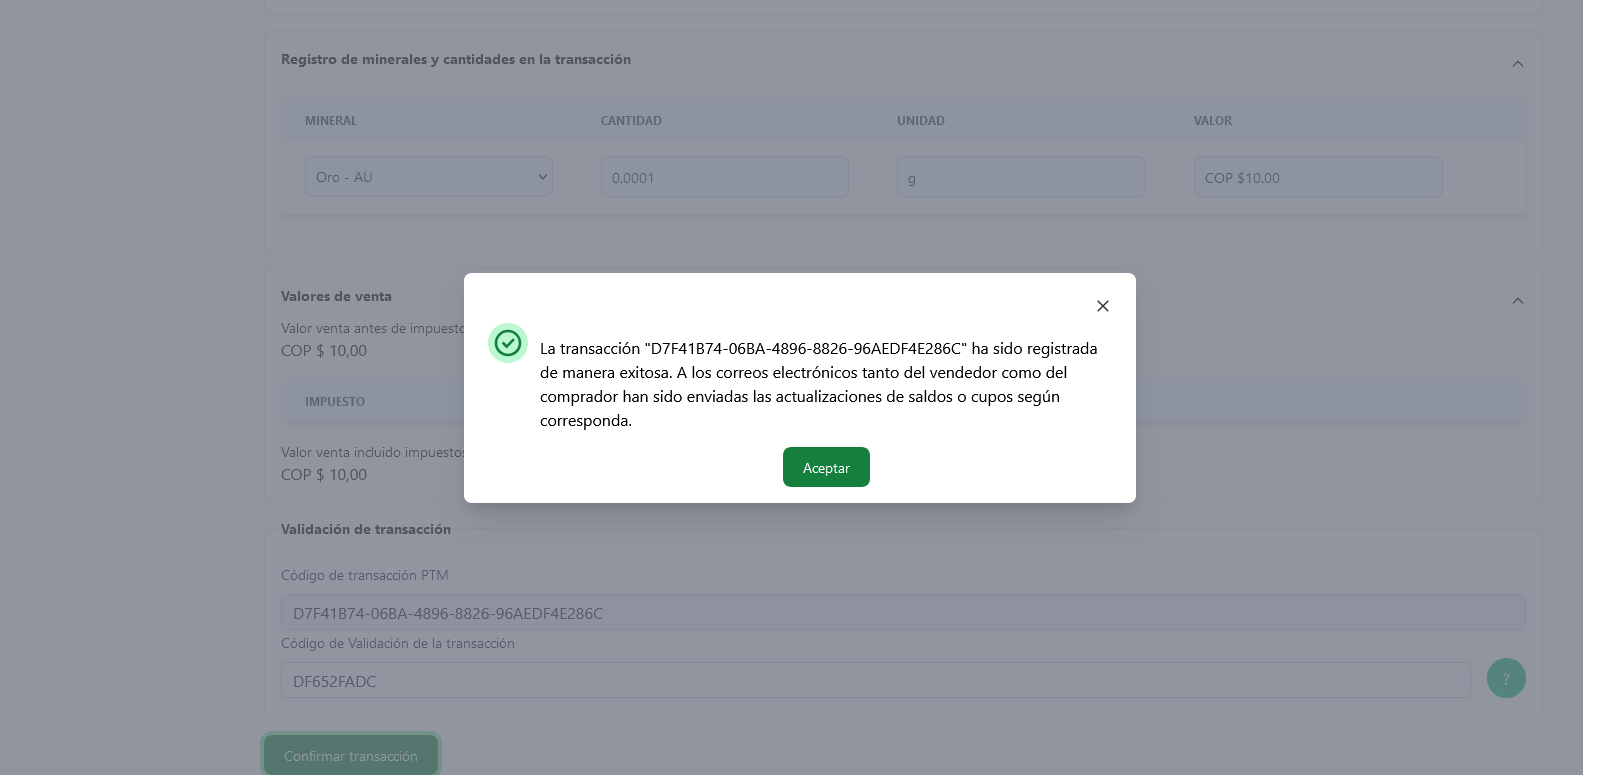 Registro de minerales y cantidades en la transacción
MINERAL CANTIDAD UNIDAD VALOR
Oro - AU 0.0001 g COP $10.00
Valores de venta
Valor venta antes de impuesto
COP $ 10,00
La transacción "D7F41B74-06BA-4896-8826-96AEDF4E286C" ha sido registrada
de manera exitosa. A los correos electrónicos tanto del vendedor como del
comprador han sido enviadas las actualizaciones de saldos o cupos según
corresponda.
Aceptar
IMPUESTO
Valor venta incluido impuestos
COP $ 10,00
Validación de transacción
Código de transacción PTM
D7F41B74-06BA-4896-8826-96AEDF4E286C
Código de Validación de la transacción
DF652FADC
?
Confirmar transacción